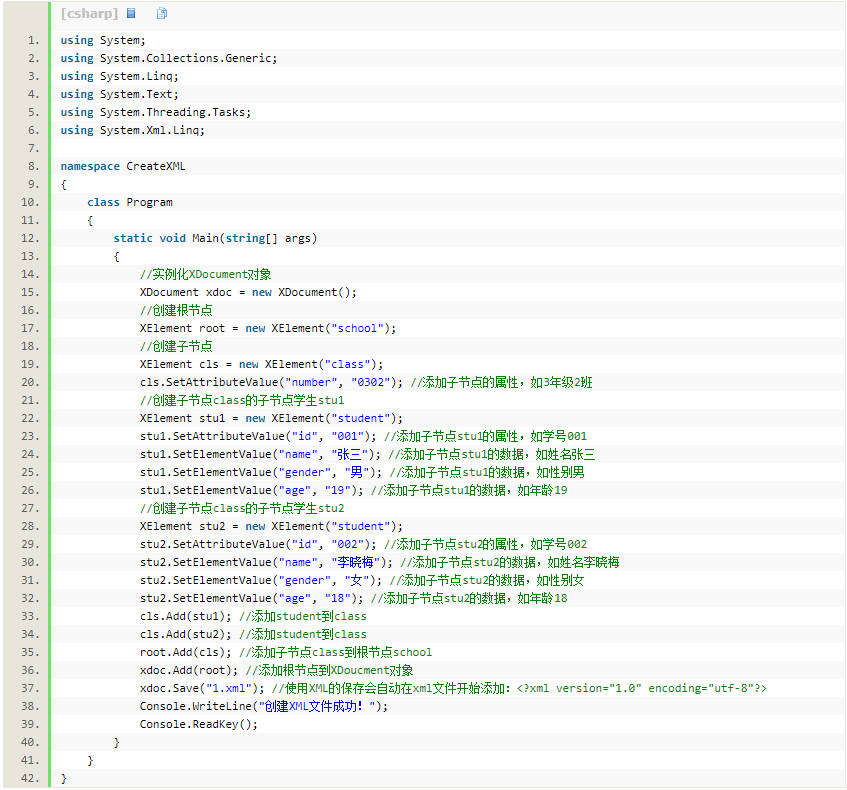 [csharp]
1. using System;
2. using System.Collections.Generic;
3. using System.Linq;
4. using System.Text;
5. using System.Threading.Tasks;
6. using System.Xml.Linq;
7.
8. namespace CreateXML
9. {
10.     class Program
11.     {
12.         static void Main(string[] args)
13.         {
14.             //实例化XDocument对象
15.             XDocument xdoc = new XDocument();
16.             //创建根节点
17.             XElement root = new XElement("school");
18.             //创建子节点
19.             XElement cls = new XElement("class");
20.             cls.SetAttributeValue("number", "0302"); //添加子节点的属性，如3年级2班
21.             //创建子节点class的子节点学生stu1
22.             XElement stu1 = new XElement("student");
23.             stu1.SetAttributeValue("id", "001"); //添加子节点stu1的属性，如学号001
24.             stu1.SetElementValue("name", "张三"); //添加子节点stu1的数据，如姓名张三
25.             stu1.SetElementValue("gender", "男"); //添加子节点stu1的数据，如性别男
26.             stu1.SetElementValue("age", "19"); //添加子节点stu1的数据，如年龄19
27.             //创建子节点class的子节点学生stu2
28.             XElement stu2 = new XElement("student");
29.             stu2.SetAttributeValue("id", "002"); //添加子节点stu2的属性，如学号002
30.             stu2.SetElementValue("name", "李晓梅"); //添加子节点stu2的数据，如姓名李晓梅
31.             stu2.SetElementValue("gender", "女"); //添加子节点stu2的数据，如性别女
32.             stu2.SetElementValue("age", "18"); //添加子节点stu2的数据，如年龄18
33.             cls.Add(stu1); //添加student到class
34.             cls.Add(stu2); //添加student到class
35.             root.Add(cls); //添加子节点class到根节点school
36.             xdoc.Add(root); //添加根节点到XDoucment对象
37.             xdoc.Save("1.xml"); //使用XML的保存会自动在xml文件开始添加：<?xml version="1.0" encoding="utf-8"?>
38.             Console.WriteLine("创建XML文件成功！");
39.             Console.ReadKey();
40.         }
41.     }
42. }